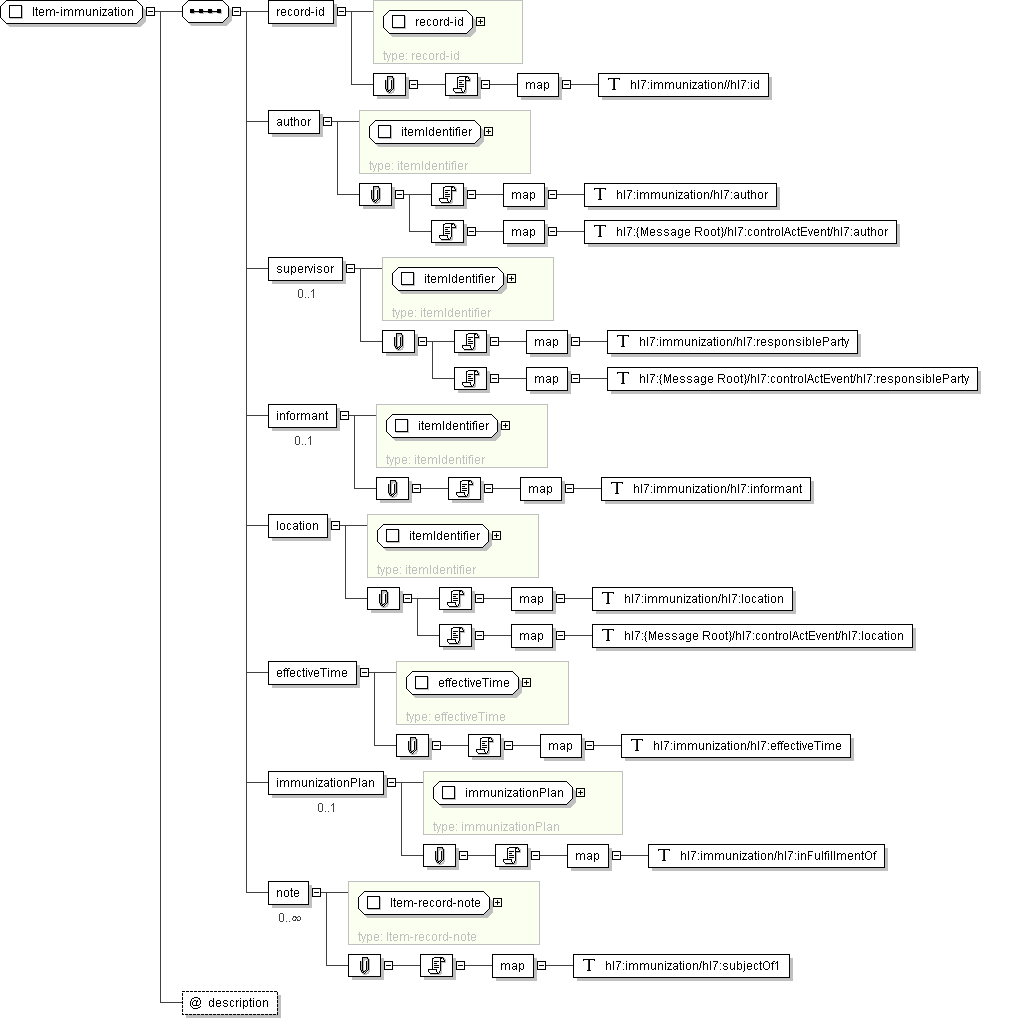 Item-immunization
record-id
record-id
type: record-id
map
T hl7:immunization//hl7:id
author
itemIdentifier
type: itemIdentifier
map
T hl7:immunization/hl7:author
map
T hl7:{Message Root}/hl7:controlActEvent/hl7:author
supervisor
0..1
itemIdentifier
type: itemIdentifier
map
T hl7:immunization/hl7:responsibleParty
map
T hl7:{Message Root}/hl7:controlActEvent/hl7:responsibleParty
informant
0..1
itemIdentifier
type: itemIdentifier
map
T hl7:immunization/hl7:informant
location
itemIdentifier
type: itemIdentifier
map
T hl7:immunization/hl7:location
map
T hl7:{Message Root}/hl7:controlActEvent/hl7:location
effectiveTime
effectiveTime
type: effectiveTime
map
T hl7:immunization/hl7:effectiveTime
immunizationPlan
0..1
immunizationPlan
type: immunizationPlan
map
T hl7:immunization/hl7:inFulfillmentOf
note
0..∞
Item-record-note
type: Item-record-note
map
T hl7:immunization/hl7:subjectOf1
@ description